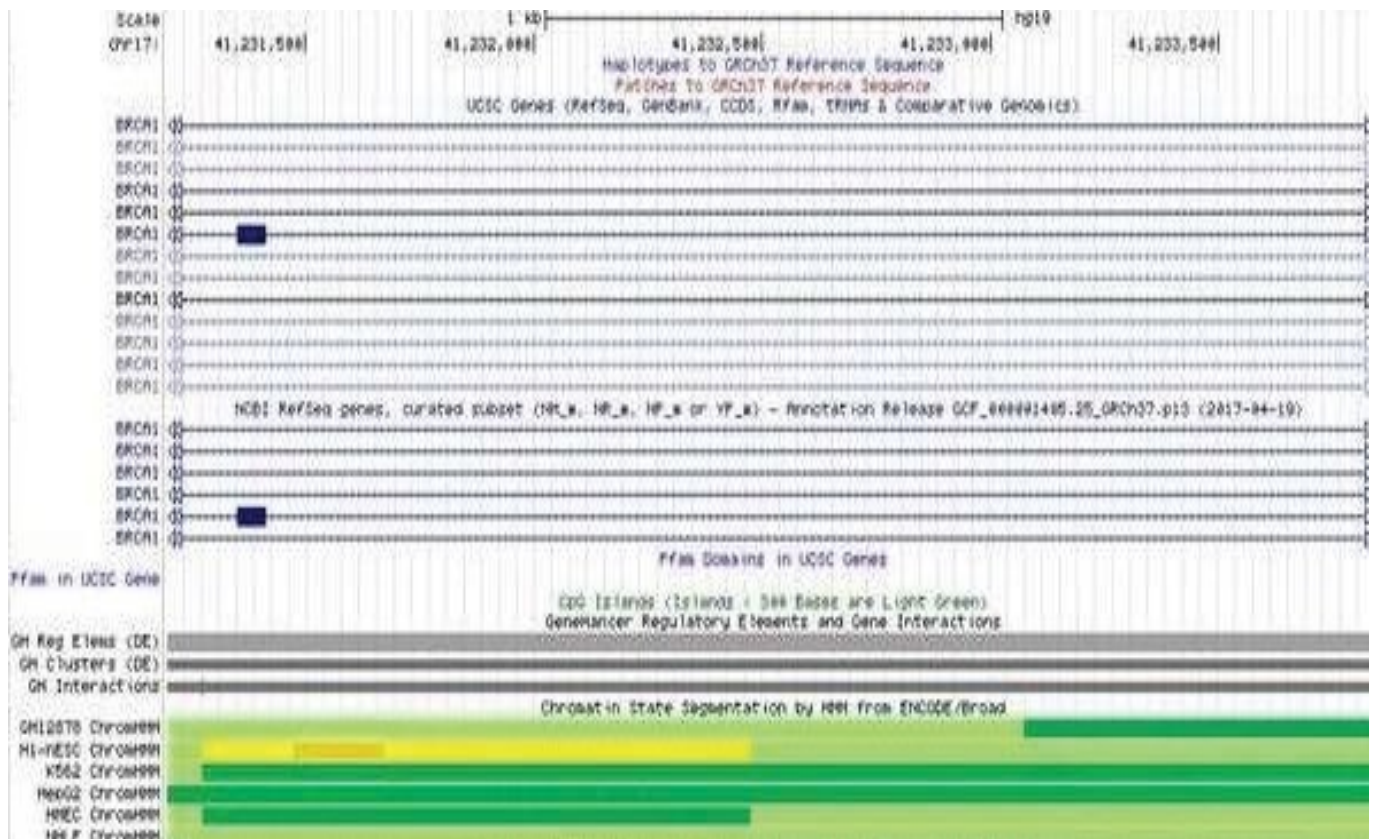 Scale 1 kb hg19
chr17: 41,231,500 41,232,000 41,232,500 41,233,000 41,233,500
Haplotypes to GRCh37 Reference Sequence
Patches to GRCh37 Reference Sequence
UCSC Genes (RefSeq, GenBank, CCDS, Rfam, tRNAs & Comparative Genomics)
BRCA1
BRCA1
BRCA1
BRCA1
BRCA1
BRCA1
BRCA1
BRCA1
BRCA1
BRCA1
BRCA1
BRCA1
BRCA1
NCBI RefSeq genes, curated subset (NM_*, NR_*, NP_* or YP_*) - Annotation Release GCF_000001405.25_GRCh37.p13 (2017-04-19)
BRCA1
BRCA1
BRCA1
BRCA1
BRCA1
BRCA1
Pfam Domains in UCSC Genes
Pfam in UCSC Gene
CpG Islands (Islands < 300 Bases are Light Green)
GeneHancer Regulatory Elements and Gene Interactions
GH Reg Elems (DE)
GH Clusters (DE)
GH Interactions
Chromatin State Segmentation by HMM from ENCODE/Broad
GM12878 ChromHMM
H1-hESC ChromHMM
K562 ChromHMM
HepG2 ChromHMM
HMEC ChromHMM
ChromHMM